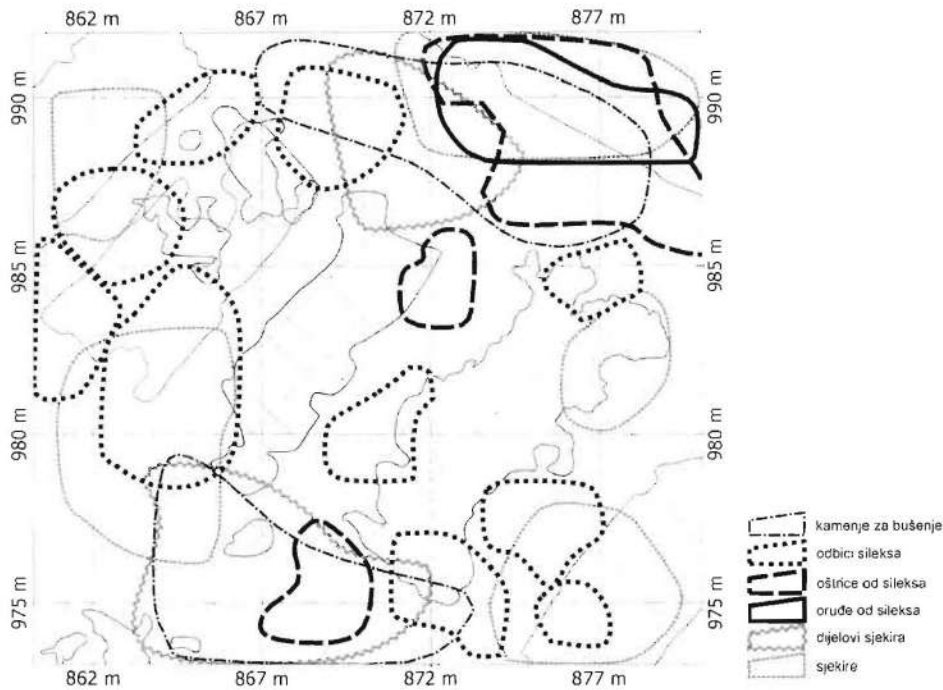 862 m 867 m 872 m 877 m
990 m 990 m
985 m 985 m
980 m 980 m
975 m 975 m
862 m 867 m 872 m 877 m
kamenje za bušenje
odbici sileksa
oštrice od sileksa
oruđe od sileksa
dijelovi sjekira
sjekire